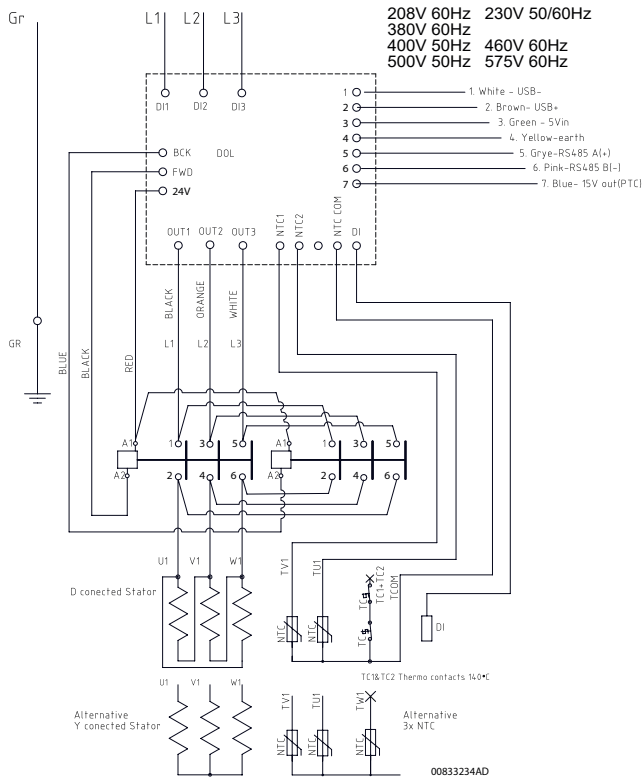 Gr
L1 L2 L3
208V 60Hz 230V 50/60Hz
380V 60Hz
400V 50Hz 460V 60Hz
500V 50Hz 575V 60Hz
DI1 DI2 DI3
1 1. White - USB-
2 2. Brown- USB+
3 3. Green - 5Vin
4 4. Yellow-earth
5 5. Grye-RS485 A(+)
6 6. Pink-RS485 B(-)
7 7. Blue- 15V out(PTC)
BCK DOL
FWD
24V
OUT1 OUT2 OUT3 NTC1 NTC2 NTC COM DI
BLACK ORANGE WHITE
GR
BLUE BLACK RED
L1 L2 L3
A1 1 3 5 A1 1 3 5
A2 2 4 6 A2 2 4 6
U1 V1 W1 TV1 TU1 TC1+TC2 TCOM
D conected Stator
TC
NTC NTC TC DI
TC1&TC2 Thermo contacts 140°C
U1 V1 W1 TV1 TU1 TW1
Alternative
Y conected Stator
Alternative
3x NTC
NTC NTC NTC
00833234AD